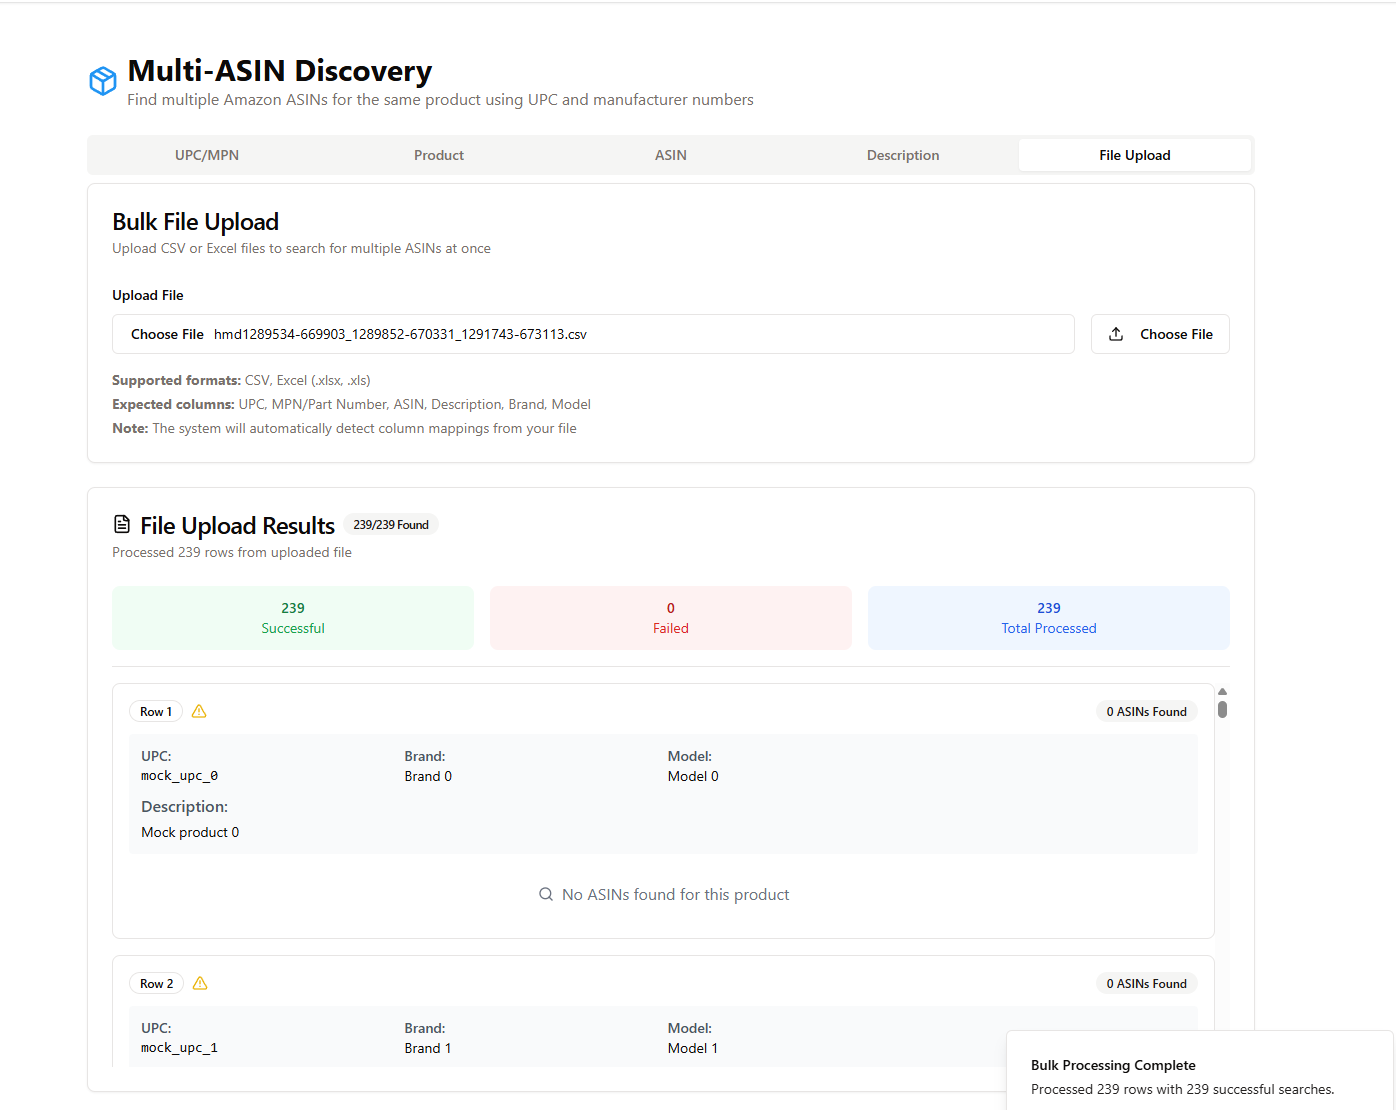 Multi-ASIN Discovery
Find multiple Amazon ASINs for the same product using UPC and manufacturer numbers
UPC/MPN
Product
ASIN
Description
File Upload
Bulk File Upload
Upload CSV or Excel files to search for multiple ASINs at once
Upload File
Choose File hmd1289534-669903_1289852-670331_1291743-673113.csv
Choose File
Supported formats: CSV, Excel (.xlsx, .xls)
Expected columns: UPC, MPN/Part Number, ASIN, Description, Brand, Model
Note: The system will automatically detect column mappings from your file
File Upload Results
239/239 Found
Processed 239 rows from uploaded file
239
Successful
0
Failed
239
Total Processed
Row 1
0 ASINs Found
UPC:
mock_upc_0
Brand:
Brand 0
Model:
Model 0
Description:
Mock product 0
No ASINs found for this product
Row 2
0 ASINs Found
UPC:
mock_upc_1
Brand:
Brand 1
Model:
Model 1
Bulk Processing Complete
Processed 239 rows with 239 successful searches.